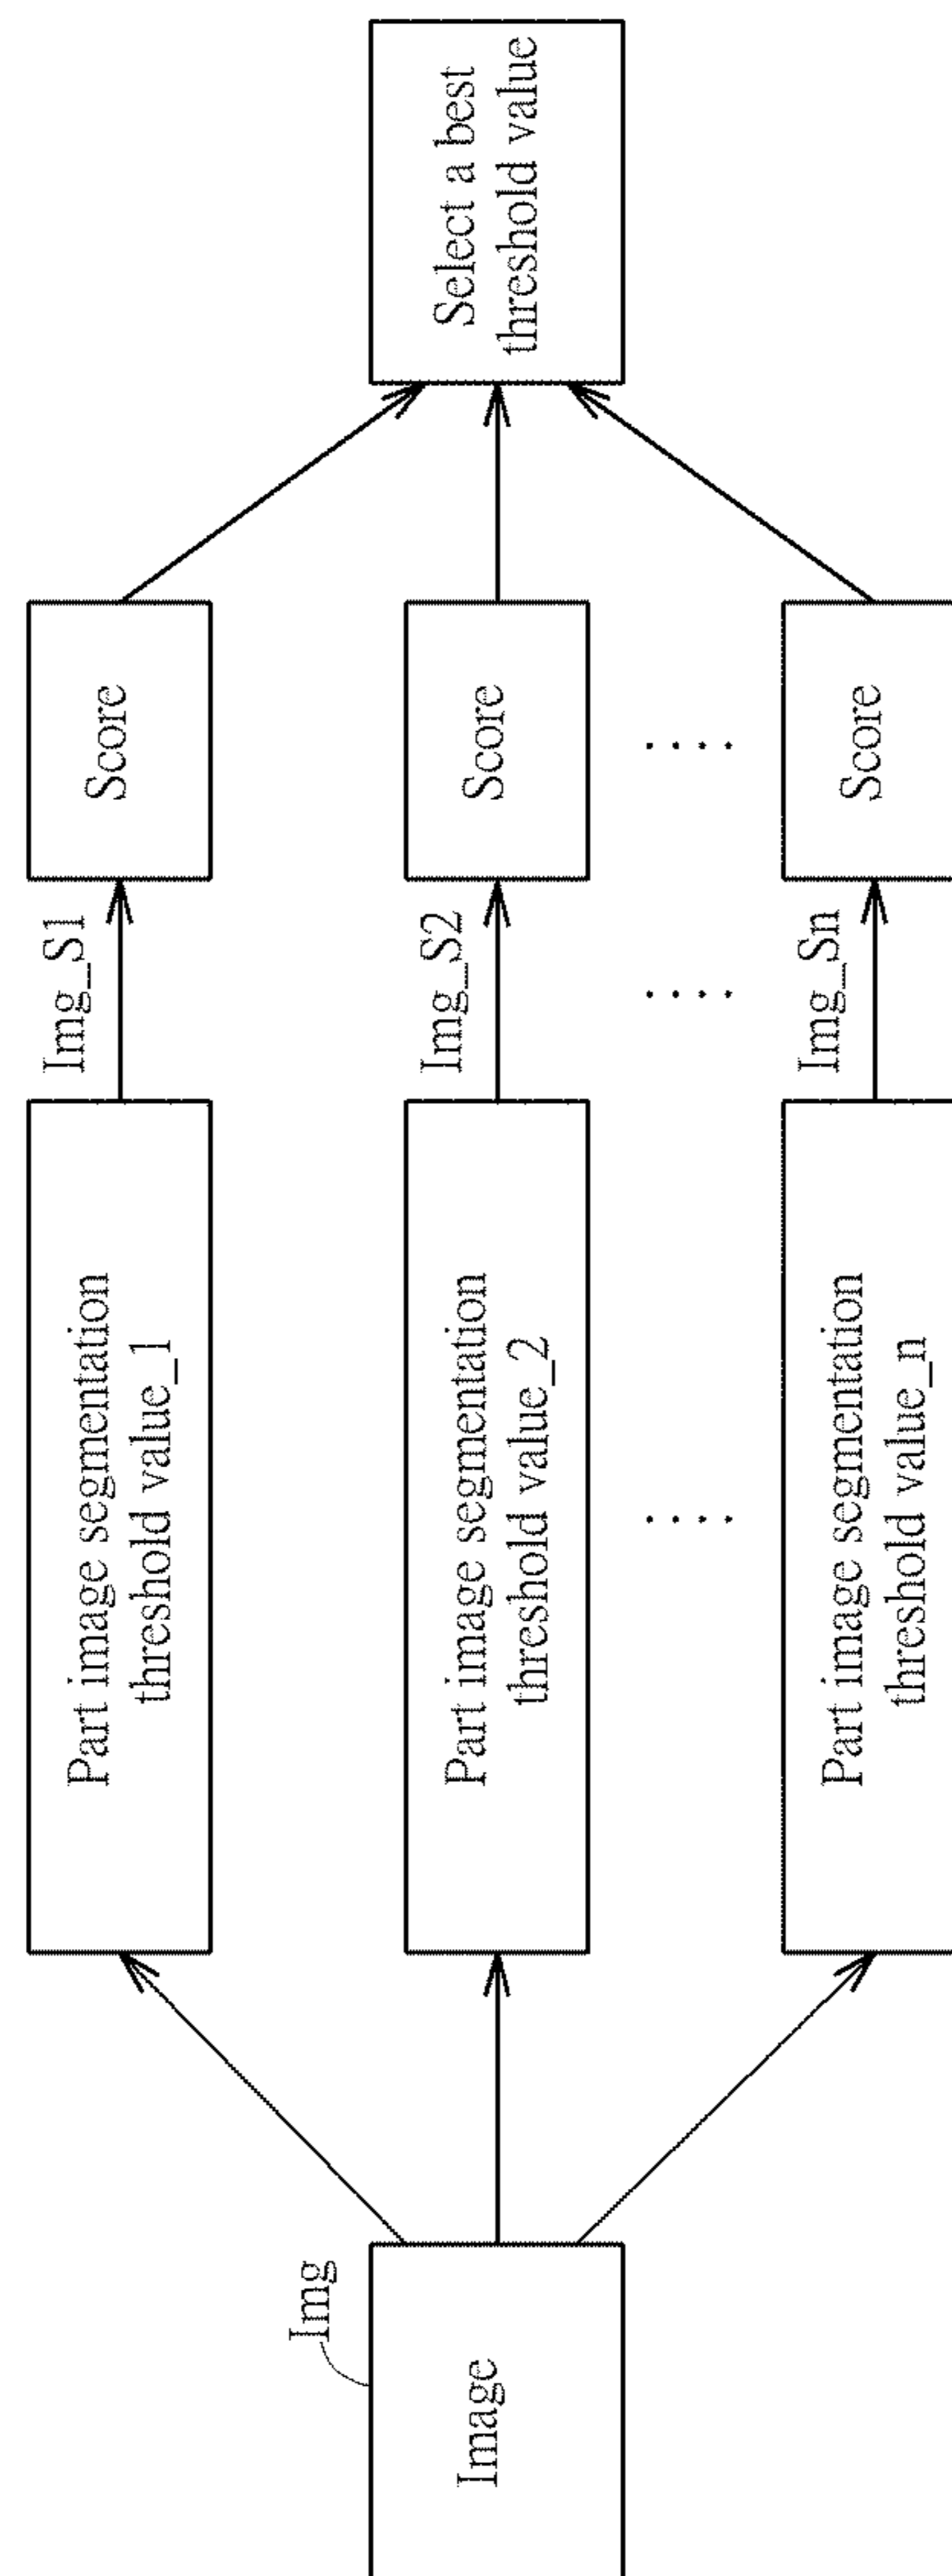 Img
Image
Part image segmentation
threshold value_1
Img_S1
Score
Part image segmentation
threshold value_2
Img_S2
Score
....
....
....
Part image segmentation
threshold value_n
Img_Sn
Score
Select a best
threshold value